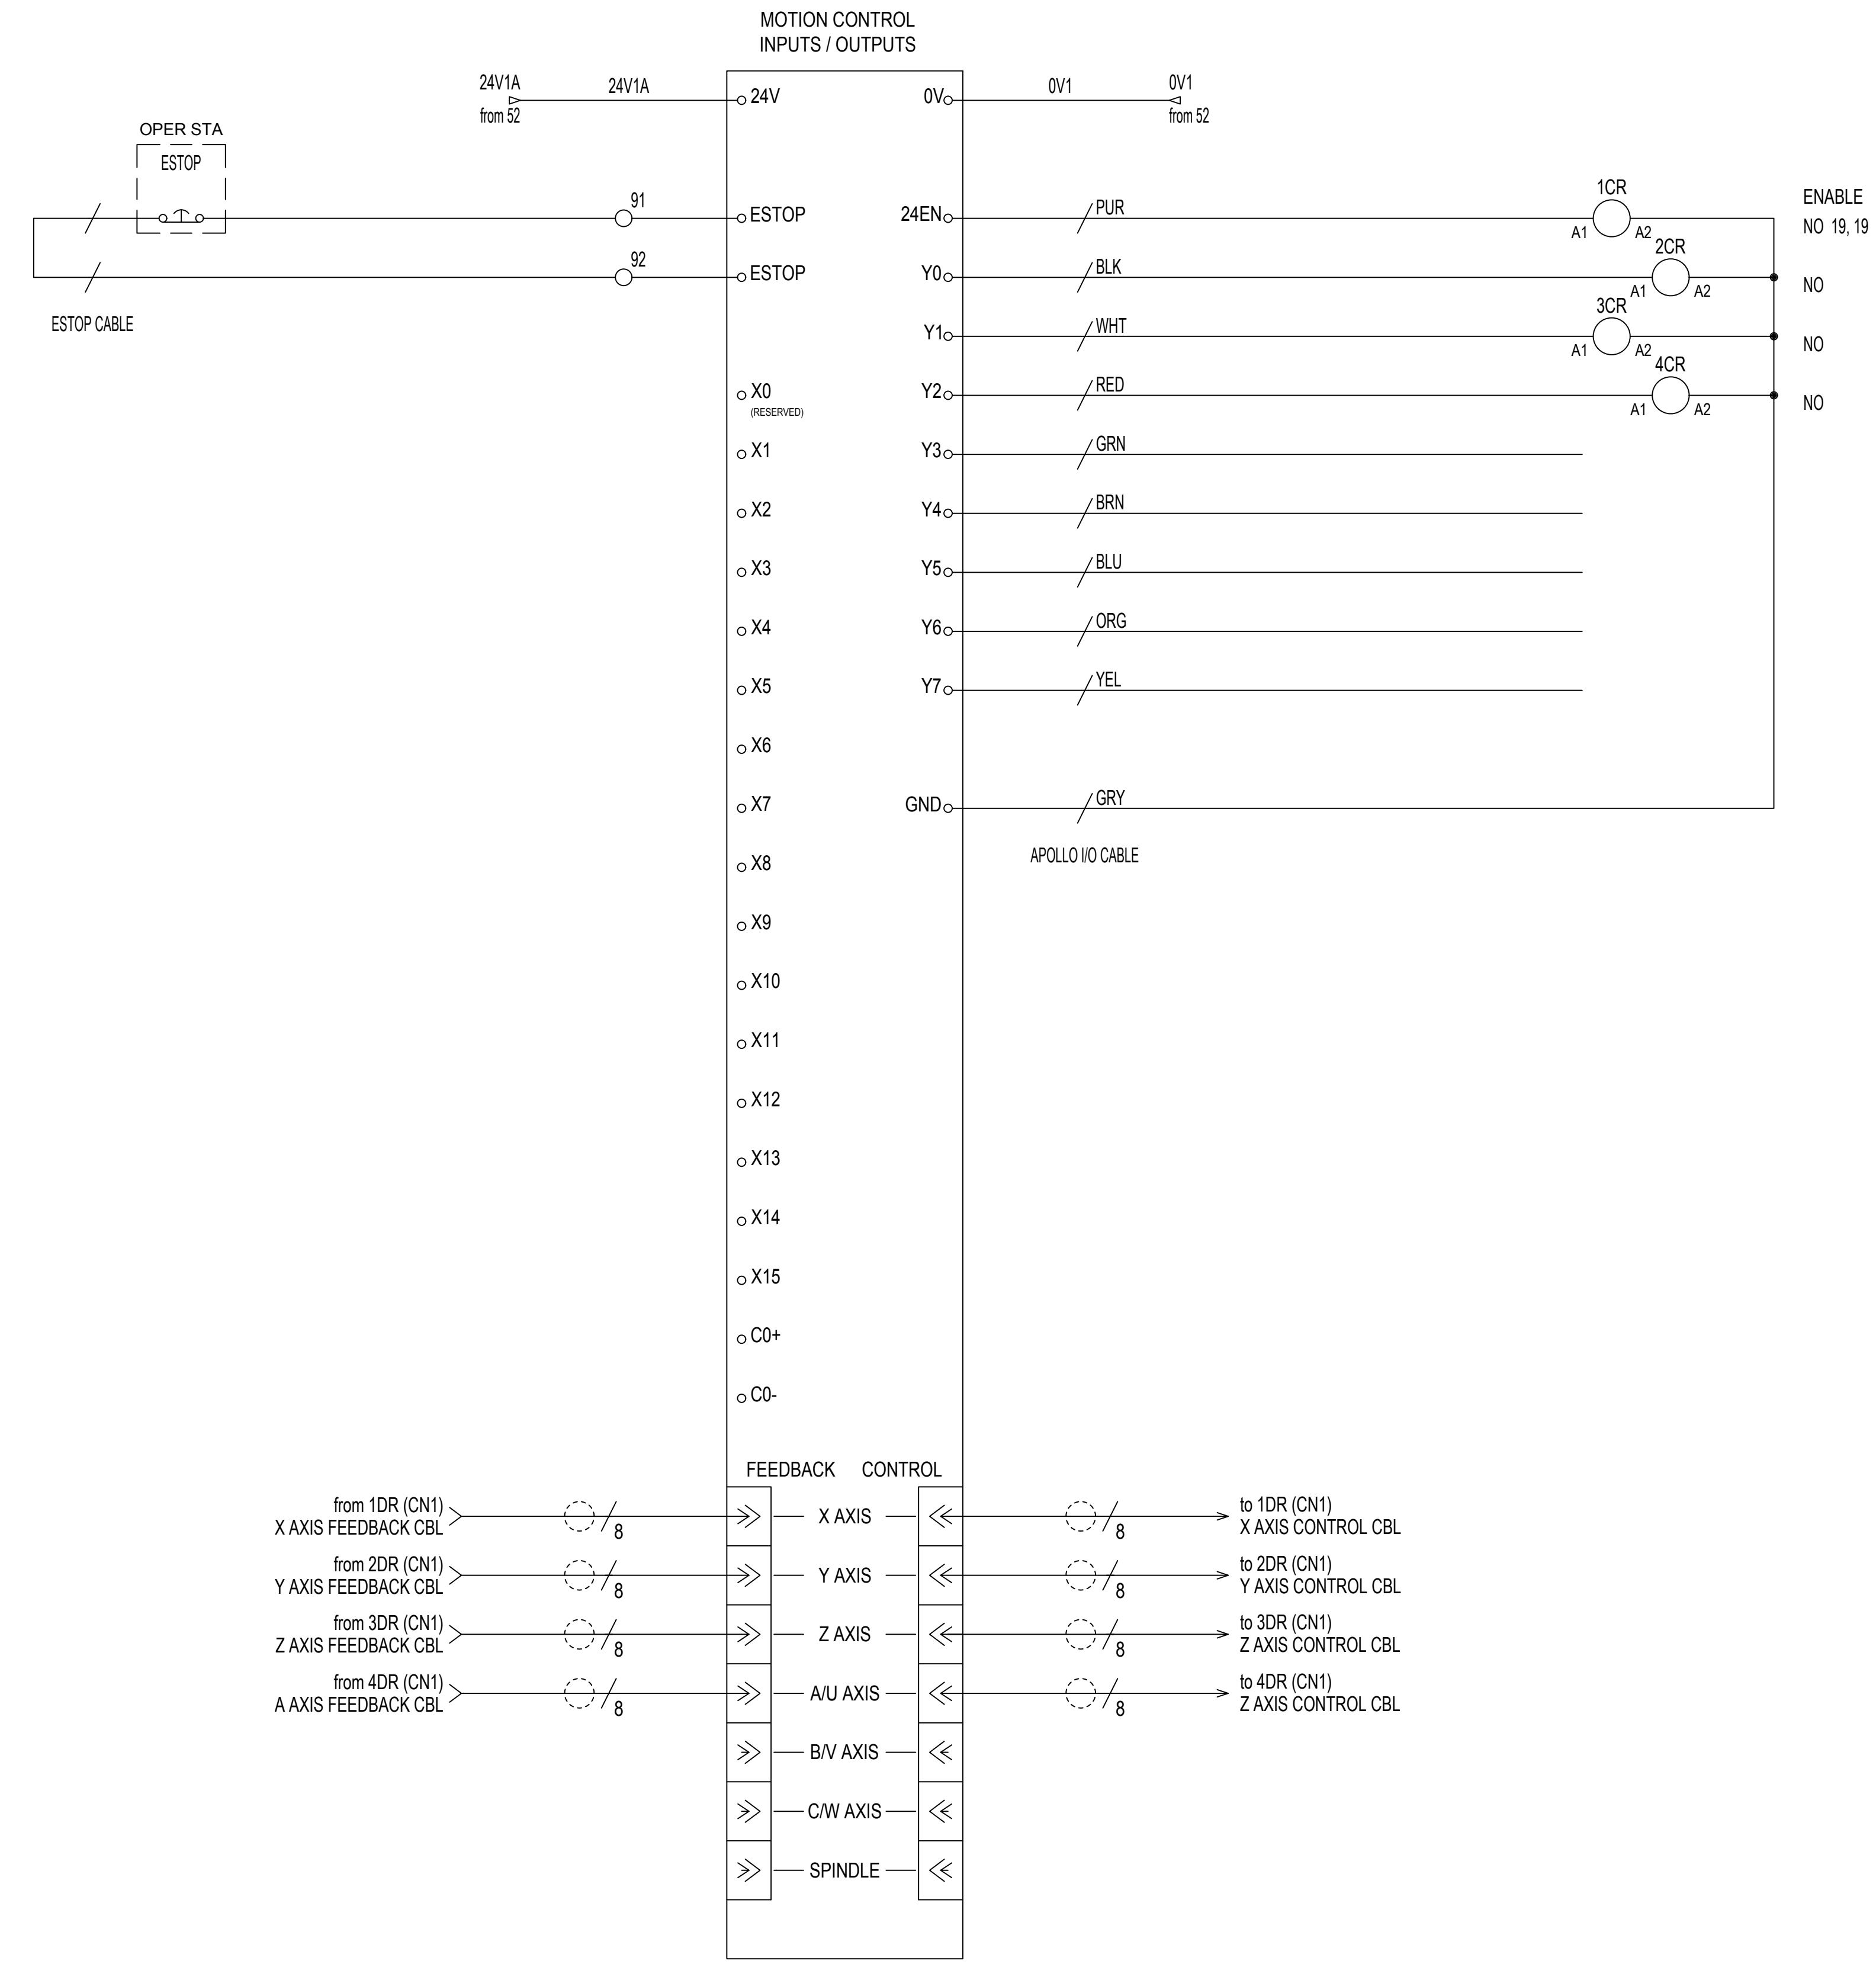 MOTION CONTROL
INPUTS / OUTPUTS
24V1A
from 52
24V1A
24V
0V
0V1
0V1
from 52
OPER STA
ESTOP
91
ESTOP
92
ESTOP
ESTOP CABLE
24EN
PUR
1CR
A1
A2
ENABLE
NO 19, 19
Y0
BLK
2CR
A1
A2
NO
Y1
WHT
3CR
A1
A2
NO
X0
(RESERVED)
Y2
RED
4CR
A1
A2
NO
X1
Y3
GRN
X2
Y4
BRN
X3
Y5
BLU
X4
Y6
ORG
X5
Y7
YEL
X6
X7
GND
GRY
APOLLO I/O CABLE
X8
X9
X10
X11
X12
X13
X14
X15
C0+
C0-
FEEDBACK
CONTROL
from 1DR (CN1)
X AXIS FEEDBACK CBL
8
X AXIS
8
to 1DR (CN1)
X AXIS CONTROL CBL
from 2DR (CN1)
Y AXIS FEEDBACK CBL
8
Y AXIS
8
to 2DR (CN1)
Y AXIS CONTROL CBL
from 3DR (CN1)
Z AXIS FEEDBACK CBL
8
Z AXIS
8
to 3DR (CN1)
Z AXIS CONTROL CBL
from 4DR (CN1)
A AXIS FEEDBACK CBL
8
A/U AXIS
8
to 4DR (CN1)
Z AXIS CONTROL CBL
B/V AXIS
C/W AXIS
SPINDLE